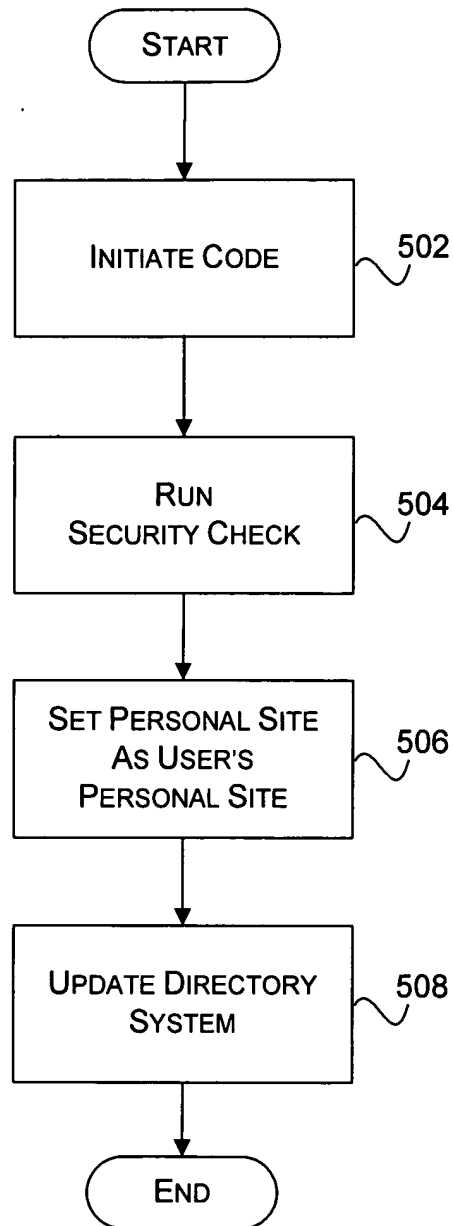 START
INITIATE CODE
502
RUN
SECURITY CHECK
504
SET PERSONAL SITE
AS USER'S
PERSONAL SITE
506
UPDATE DIRECTORY
SYSTEM
508
END